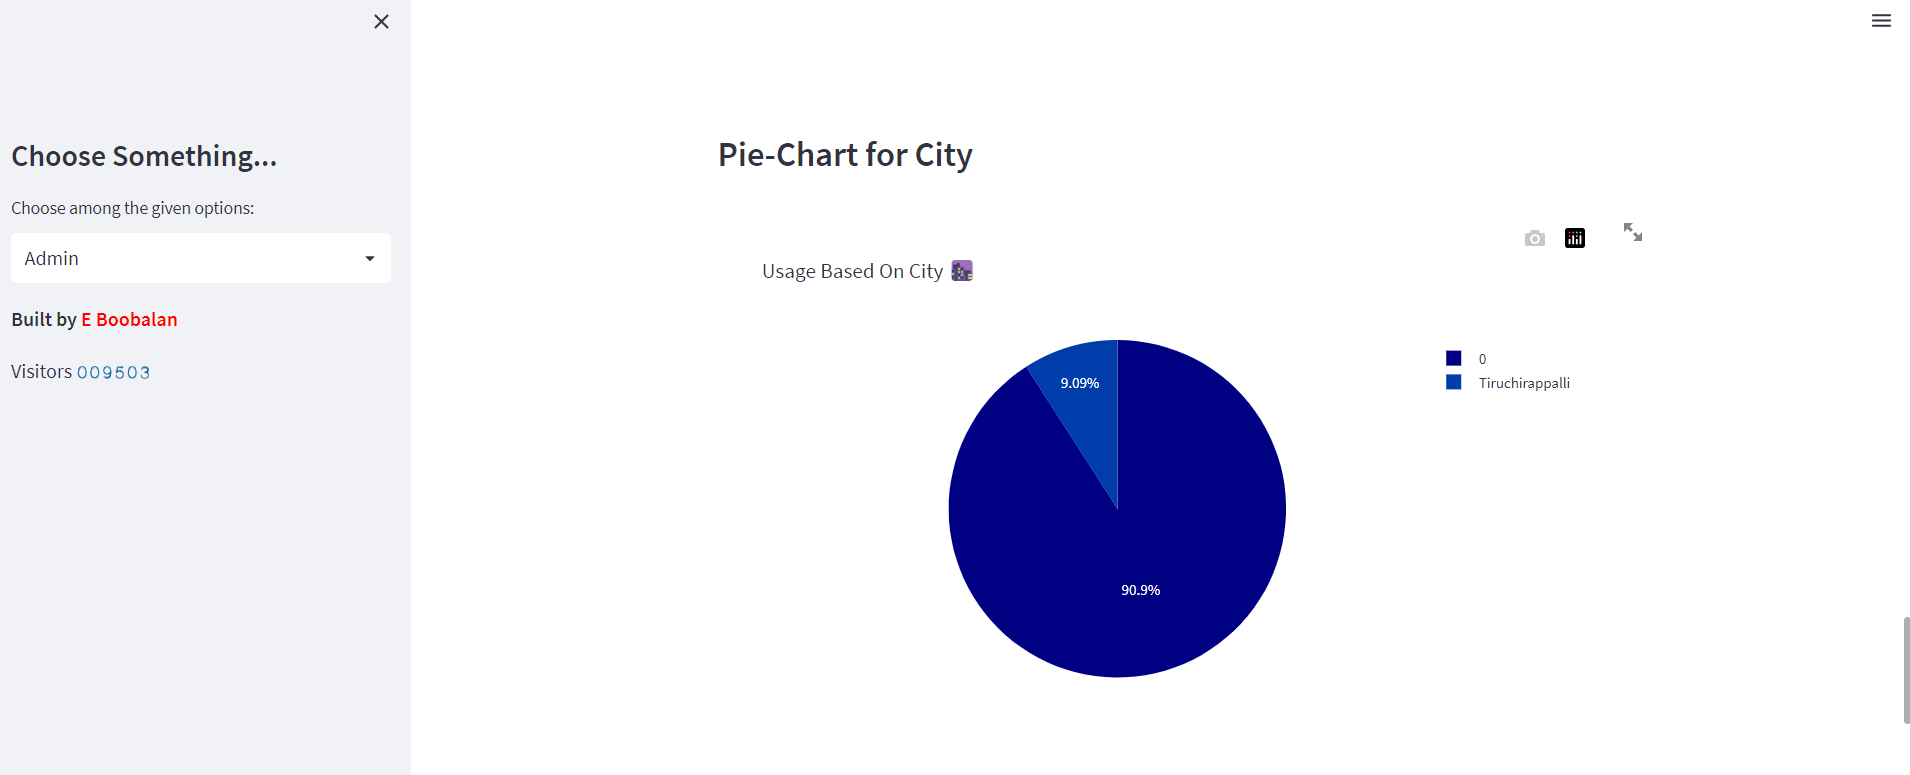 Choose Something...
Choose among the given options:
Admin
Built by E Boobalan
Visitors 009503
Pie-Chart for City
Usage Based On City
0
Tiruchirappalli
9.09%
90.9%